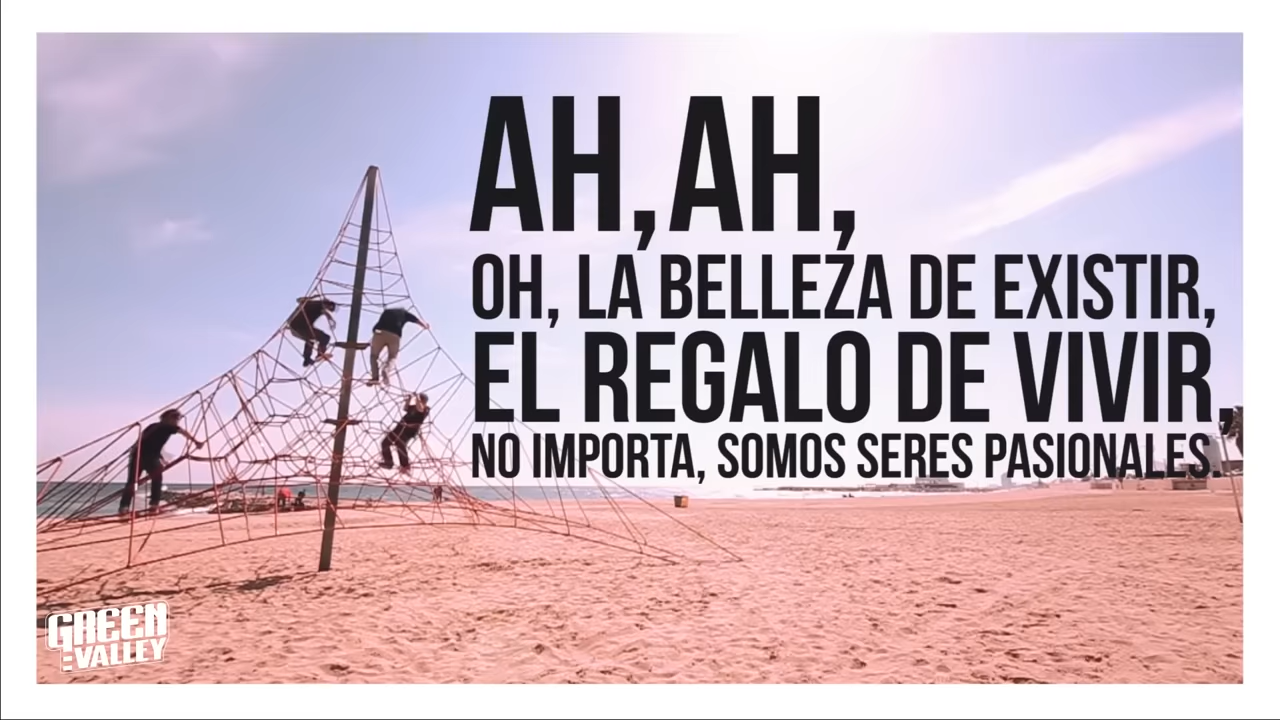 AH, AH,
OH, LA BELLEZA DE EXISTIR,
EL REGALO DE VIVIR,
NO IMPORTA, SOMOS SERES PASIONALES.
GREEN
VALLEY